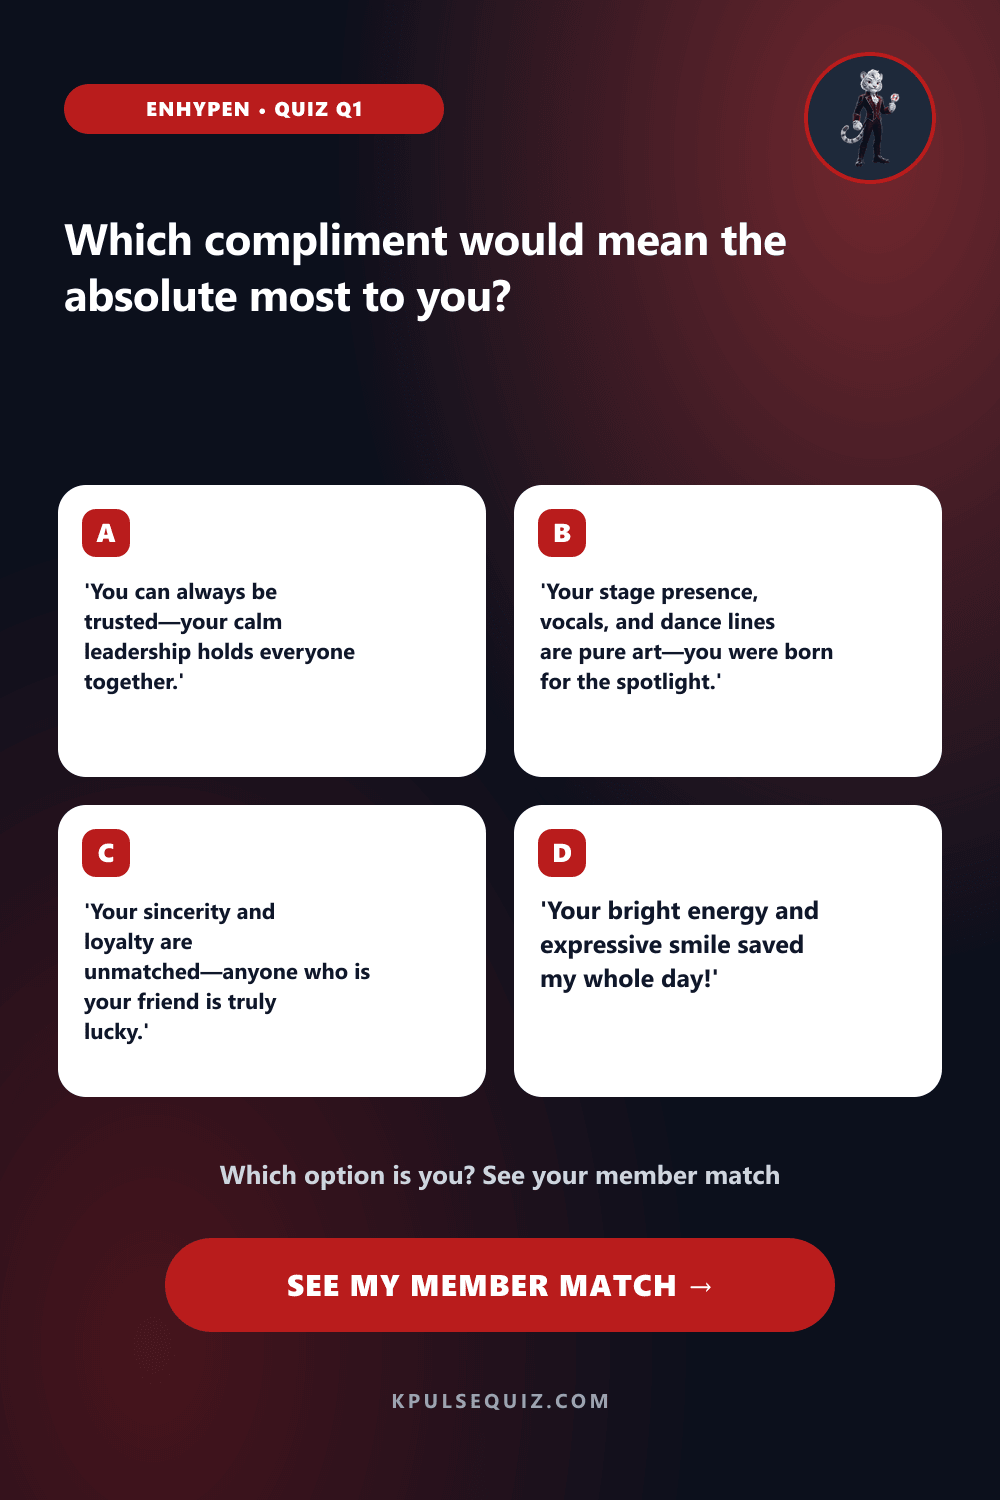 ENHYPEN • QUIZ Q1
Which compliment would mean the
absolute most to you?
A
'You can always be
trusted—your calm
leadership holds everyone
together.'
B
'Your stage presence,
vocals, and dance lines
are pure art—you were born
for the spotlight.'
C
'Your sincerity and
loyalty are
unmatched—anyone who is
your friend is truly
lucky.'
D
'Your bright energy and
expressive smile saved
my whole day!'
Which option is you? See your member match
SEE MY MEMBER MATCH →
KPULSEQUIZ.COM